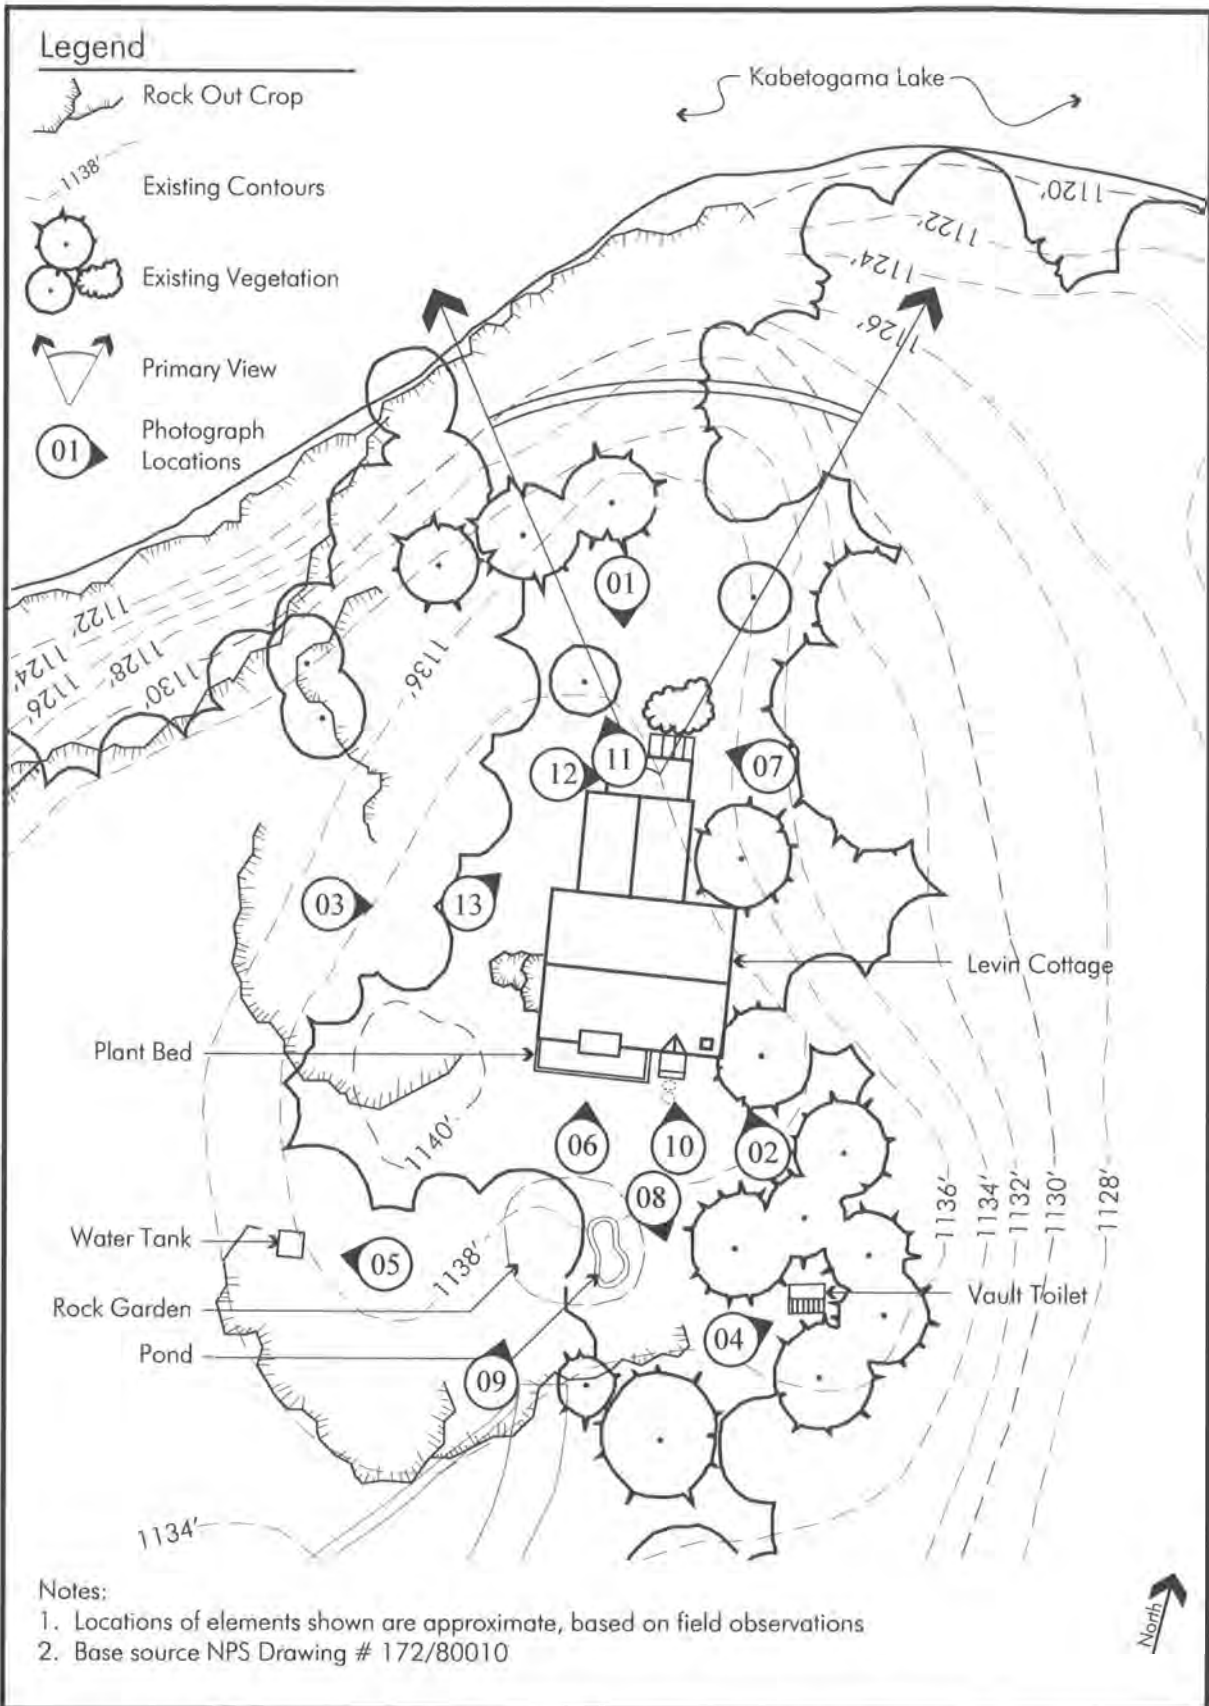 Legend
Rock Out Crop
1138'
Existing Contours
Existing Vegetation
Primary View
01
Photograph
Locations
Kabetogama Lake
1120'
1122'
1124'
1126'
01
1122'
1124'
1128'
1126'
1130'
1136'
11
12
07
03
13
Levin Cottage
Plant Bed
1140'
06
10
02
08
1136'
1134'
1132'
1130'
1128'
Water Tank
05
1138'
Rock Garden
Vault Toilet
Pond
04
09
1134'
Notes:
1. Locations of elements shown are approximate, based on field observations
2. Base source NPS Drawing # 172/80010
North